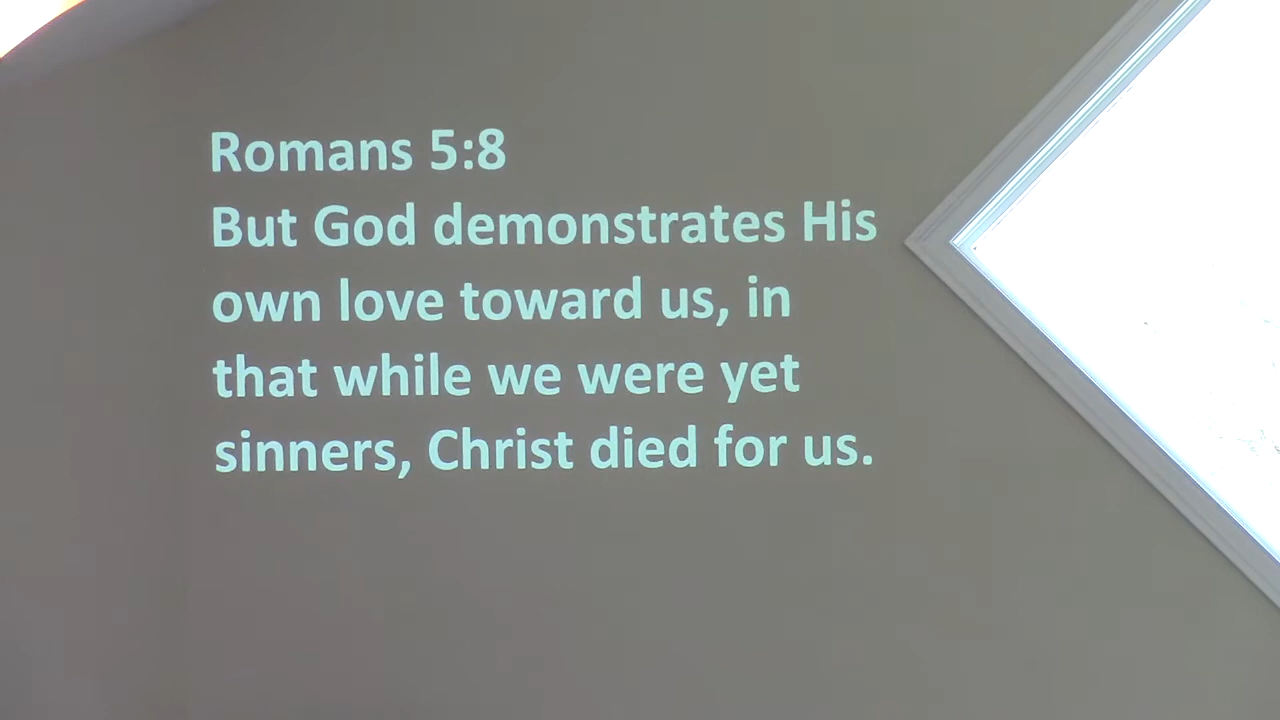 Romans 5:8
But God demonstrates His
own love toward us, in
that while we were yet
sinners, Christ died for us.